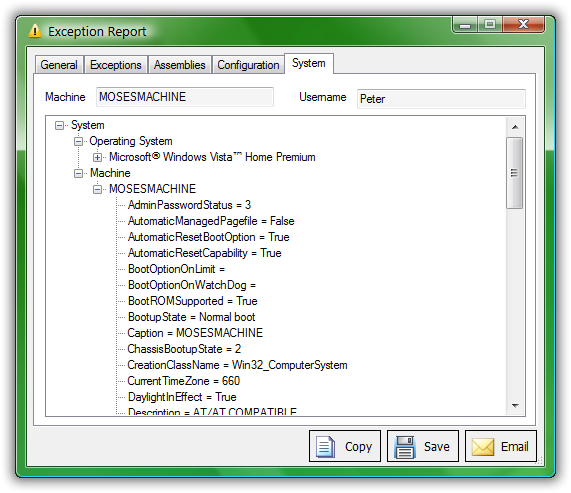 Exception Report
General Exceptions Assemblies Configuration System
Machine MOSESMACHINE Username Peter
System
Operating System
Microsoft® Windows Vista™ Home Premium
Machine
MOSESMACHINE
AdminPasswordStatus = 3
AutomaticManagedPagefile = False
AutomaticResetBootOption = True
AutomaticResetCapability = True
BootOptionOnLimit =
BootOptionOnWatchDog =
BootROMSupported = True
BootupState = Normal boot
Caption = MOSESMACHINE
ChassisBootupState = 2
CreationClassName = Win32_ComputerSystem
CurrentTimeZone = 660
DaylightInEffect = True
Description = AT/AT COMPATIBLE
Copy Save Email